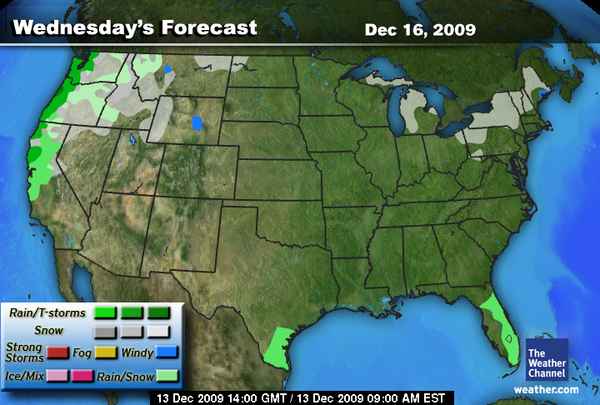 Wednesday's Forecast
Dec 16, 2009
Rain/T-storms
Snow
Strong Storms
Fog
Windy
Ice/Mix
Rain/Snow
The
Weather
Channel
weather.com
13 Dec 2009 14:00 GMT / 13 Dec 2009 09:00 AM EST